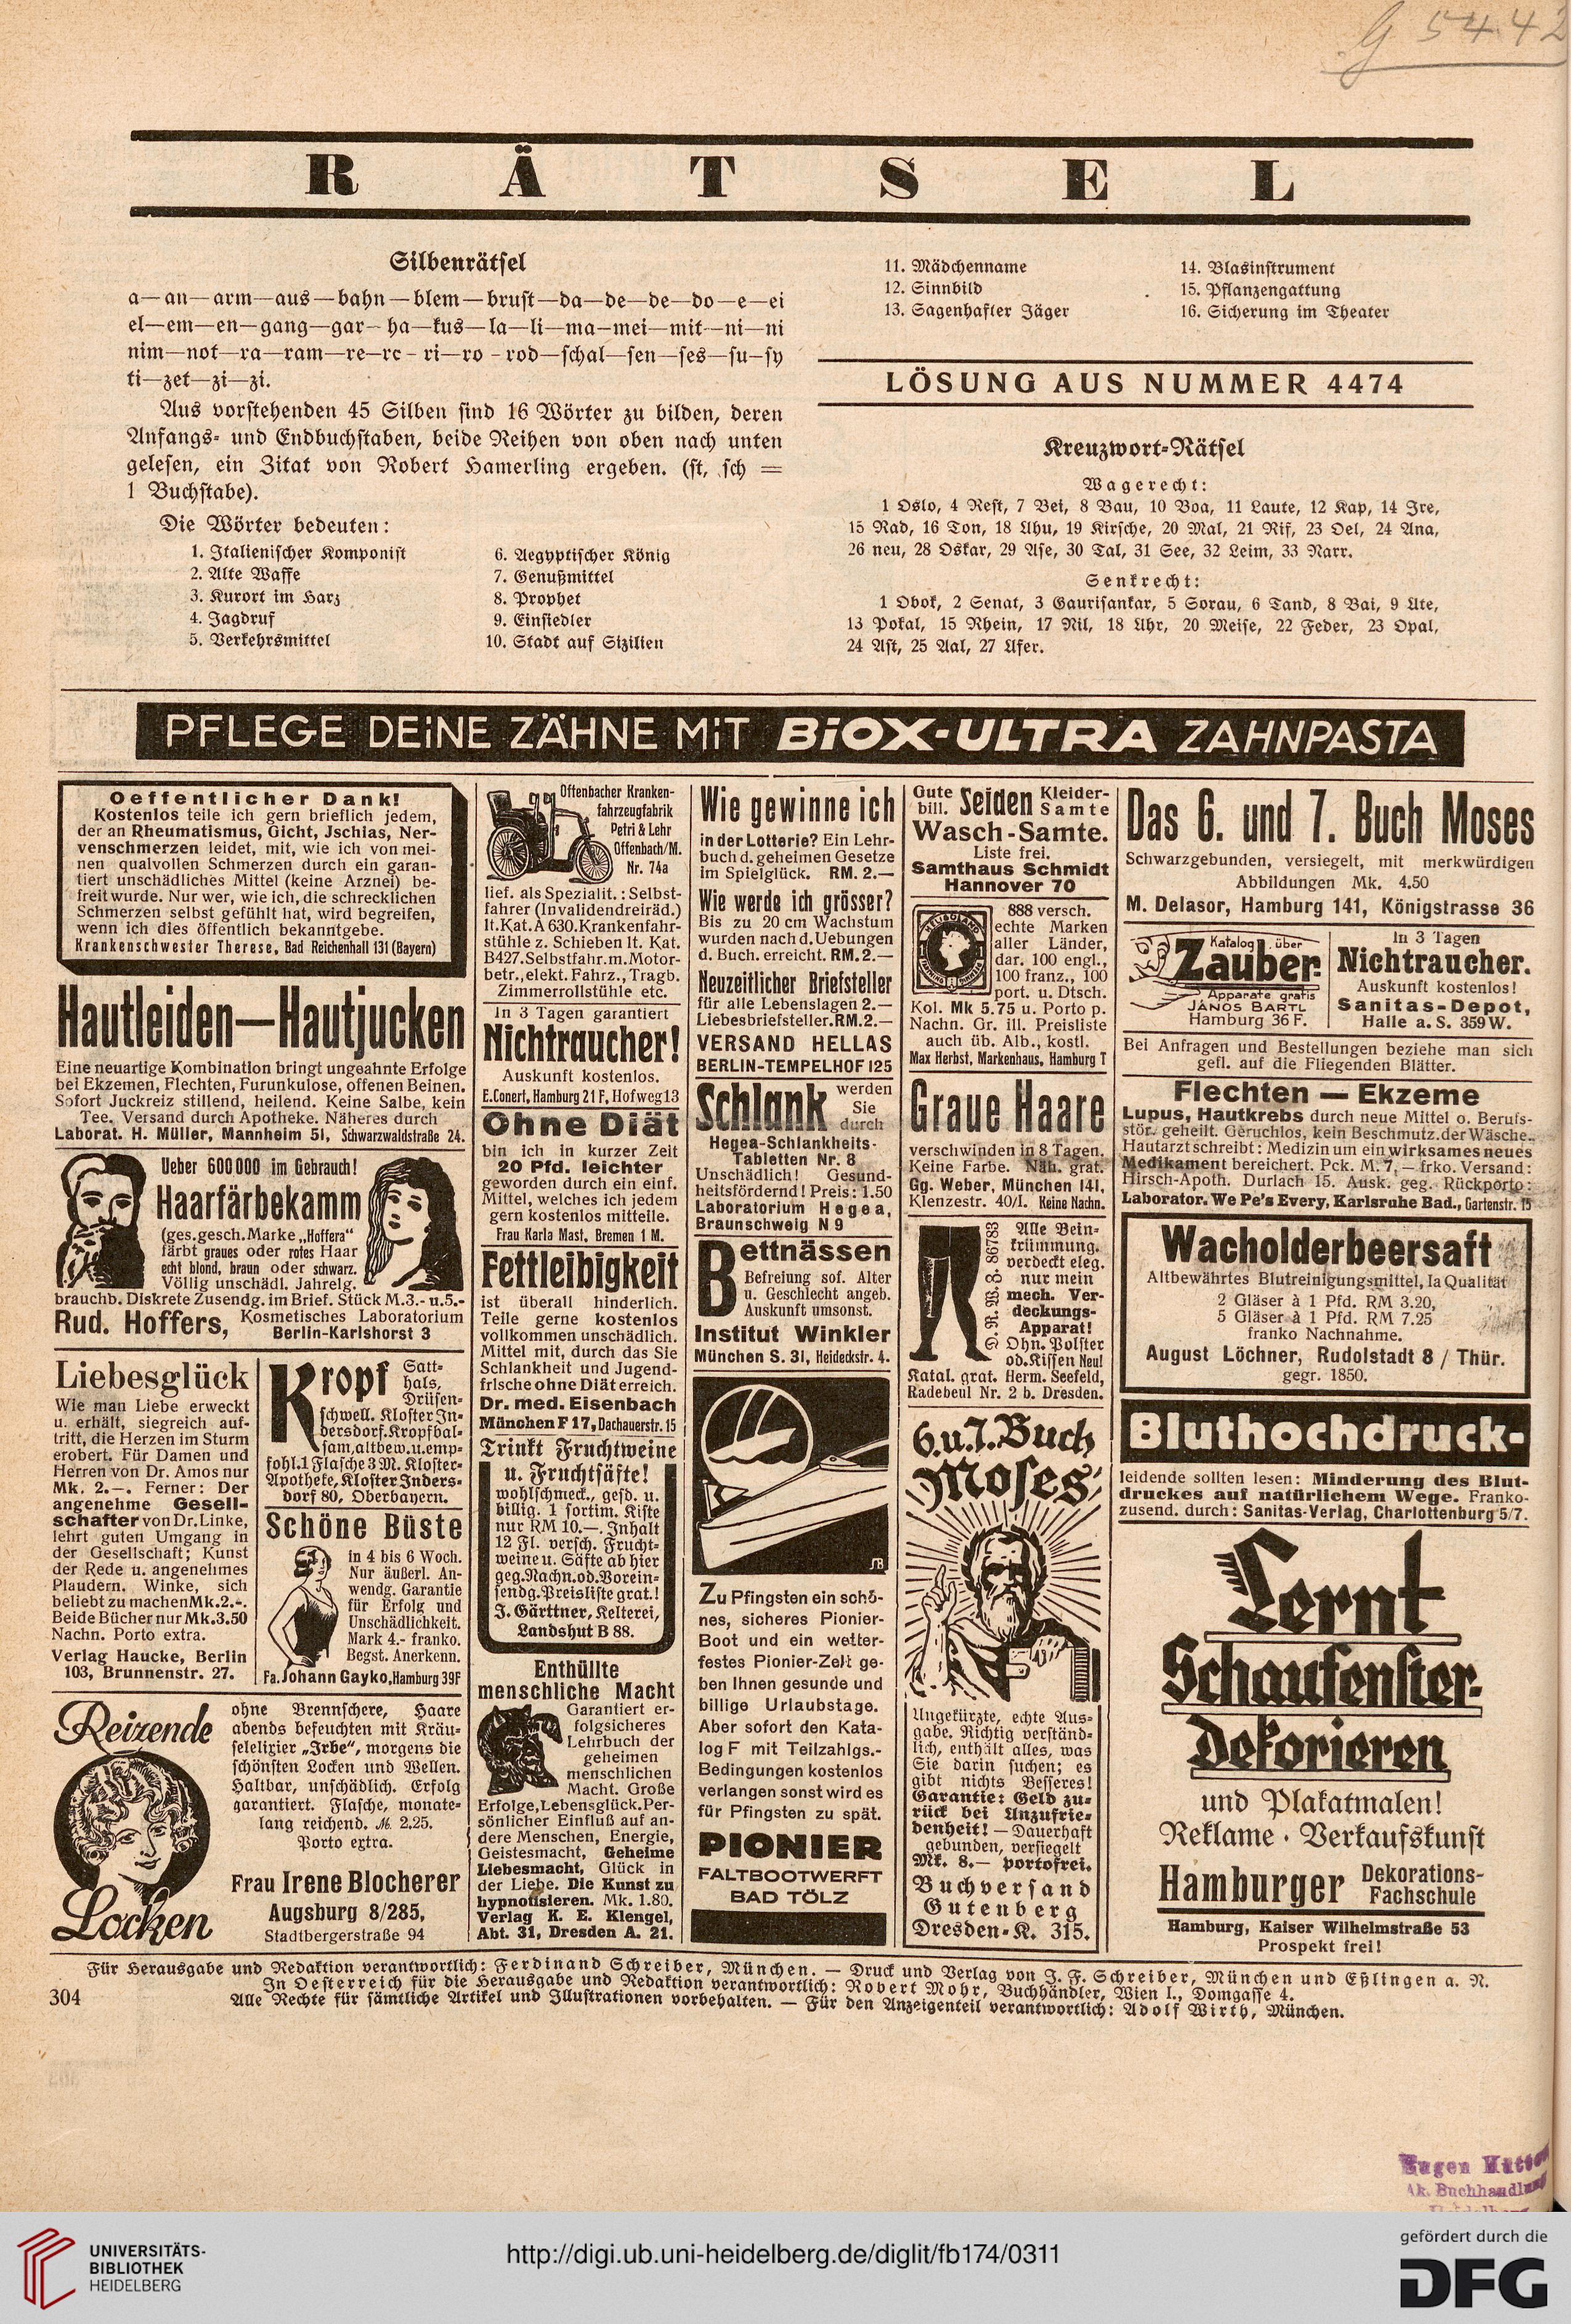 g 5442
RÄTSEL
Silbenrätsel
a—an—arm—aus—bahn—blem—brust—da—de—de—do—e—ei
el—em—en—gang—gar—ha—kus—la—li—ma—mei—mit—ni—ni
nim—not—ra—ram—re—re-ri—ro-rod—schal—sen—ses—su—sy
ti—zet—zi—zi.
Aus vorstehenden 45 Silben sind 16 Wörter zu bilden, deren
Anfangs- und Endbuchstaben, beide Reihen von oben nach unten
gelesen, ein Zitat von Robert Hamerling ergeben. (st, sch =
1 Buchstabe).
Die Wörter bedeuten:
1. Italienischer Komponist
2. Alte Waffe
3. Kurort im Harz
4. Jagdruf
5. Verkehrsmittel
6. Aegyptischer König
7. Genußmittel
8. Prophet
9. Einsiedler
10. Stadt auf Sizilien
11. Mädchenname
12. Sinnbild
13. Sagenhafter Jäger
14. Blasinstrument
15. Pflanzengattung
16. Sicherung im Theater
LÖSUNG AUS NUMMER 4474
Kreuzwort-Rätsel
Wagerecht:
1 Oslo, 4 Rest, 7 Bei, 8 Bau, 10 Boa, 11 Laute, 12 Kap, 14 Ire,
15 Rad, 16 Ton, 18 Uhu, 19 Kirsche, 20 Mal, 21 Rif, 23 Oel, 24 Ana,
26 neu, 28 Oskar, 29 Ase, 30 Tal, 31 See, 32 Leim, 33 Narr.
Senkrecht:
1 Obok, 2 Senat, 3 Gaurisankar, 5 Sorau, 6 Tand, 8 Bai, 9 Ute,
13 Pokal, 15 Rhein, 17 Nil, 18 Uhr, 20 Meise, 22 Feder, 23 Opal,
24 Ast, 25 Aal, 27 Ufer.
PFLEGE DEiNE ZÄHNE MiT BiOX-ULTRA ZAHNPASTA
Oeffentlicher Dank!
Kostenlos teile ich gern brieflich jedem,
der an Rheumatismus, Gicht, Jschias, Ner-
venschmerzen leidet, mit, wie ich von mei-
nen qualvollen Schmerzen durch ein garan-
tiert unschädliches Mittel (keine Arznei) be-
freit wurde. Nur wer, wie ich, die schrecklichen
Schmerzen selbst gefühlt hat, wird begreifen,
wenn ich dies öffentlich bekanntgebe.
Krankenschwester Therese, Bad Reichenhall 131 (Bayern)
Hautleiden—Hautjucken
Eine neuartige Kombination bringt ungeahnte Erfolge
bei Ekzemen, Flechten, Furunkulose, offenen Beinen.
Sofort Juckreiz stillend, heilend. Keine Salbe, kein
Tee. Versand durch Apotheke. Näheres durch
Laborat. H. Müller, Mannheim 51, Schwarzwaldstraße 24.
Ueber 600000 im Gebrauch!
Haarfärbekamm
(ges.gesch.Marke „Hoffera"
färbt graues oder rotes Haar
echt blond, braun oder schwarz.
Völlig unschädl. Jahrelg.
brauchb. Diskrete Zusendg. im Brief. Stück M.3.- u.5.-
Rud. Hoffers, Kosmetisches Laboratorium
Berlin-Karlshorst 3
Liebesglück
Wie man Liebe erweckt
u. erhält, siegreich auf-
tritt, die Herzen im Sturm
erobert. Für Damen und
Herren von Dr. Amos nur
Mk. 2.—. Ferner: Der
angenehme Gesell-
schafter von Dr. Linke,
lehrt guten Umgang in
der Gesellschaft; Kunst
der Rede u. angenehmes
Plaudern. Winke, sich
beliebt zu machen Mk.2.-.
Beide Bücher nur Mk.3.50
Nachn. Porto extra.
Verlag Haucke, Berlin
103, Brunnenstr. 27.
Kropf Satt-
hals,
Drüsen-
schwell. Kloster In-
dersdorf. Kropfbal-
sam, altbew. u. emp-
fohl. 1 Flasche 3 M. Kloster-
Apotheke, Kloster Inders-
dorf 80, Oberbayern.
Schöne Büste
in 4 bis 6 Woch.
Nur äußerl. An-
wendg. Garantie
für Erfolg und
Unschädlichkeit.
Mark 4.- franko.
Begst. Anerkenn.
Fa. Johann Gayko, Hamburg 39F
Reizende
Locken
ohne Brennschere, Haare
abends befeuchten mit Kräu-
selelixier „Irbe", morgens die
schönsten Locken und Wellen.
Haltbar, unschädlich. Erfolg
garantiert. Flasche, monate-
lang reichend. ℳ 2.25.
Porto extra.
Frau Irene Blocherer
Augsburg 8/285,
Stadtbergerstraße 94
Offenbacher Kranken-
fahrzeugfabrik
Petri & Lehr
Offenbach/M.
Nr. 74a
lief. als Spezialit.: Selbst-
fahrer (Invalidendreiräd.)
lt. Kat. A 630. Krankenfahr-
stühle z. Schieben lt. Kat.
B427. Selbstfahr. m. Motor-
betr., elekt. Fahrz., Tragb.
Zimmerrollstühle etc.
In 3 Tagen garantiert
Nichtraucher!
Auskunft kostenlos.
E. Conert, Hamburg 21 F, Hofweg 13
Ohne Diät
bin ich in kurzer Zeit
20 Pfd. leichter
geworden durch ein einf.
Mittel, welches ich jedem
gern kostenlos mitteile.
Frau Karla Mast, Bremen 1 M.
Fettleibigkeit
ist überall hinderlich.
Teile gerne kostenlos
vollkommen unschädlich.
Mittel mit, durch das Sie
Schlankheit und Jugend-
frische ohne Diät erreich.
Dr. med. Eisenbach
München F 17, Dachauerstr. 15
Trinkt Fruchtweine
u. Fruchtsäfte!
wohlschmeck., gesd. u.
billig. 1 sortim. Kiste
nur RM 10.—. Inhalt
12 Fl. versch. Frucht-
weine u. Säfte ab hier
geg. Nachn. od. Vorein-
sendg. Preisliste grat.!
J. Gärttner, Kelterei,
Landshut B 88.
Enthüllte
menschliche Macht
Garantiert er-
folgsicheres
Lehrbuch der
geheimen
menschlichen
Macht. Große
Erfolge, Lebensglück. Per-
sönlicher Einfluß auf an-
dere Menschen, Energie,
Geistesmacht, Geheime
Liebesmacht, Glück in
der Liebe. Die Kunst zu
hypnotisieren. Mk. 1.80.
Verlag K. E. Klengel,
Abt. 31, Dresden A. 21.
Wie gewinne ich
in der Lotterie? Ein Lehr-
buch d. geheimen Gesetze
im Spielglück. RM. 2.—
Wie werde ich grösser?
Bis zu 20 cm Wachstum
wurden nach d. Uebungen
d. Buch. erreicht. RM. 2.—
Neuzeitlicher Briefsteller
für alle Lebenslagen 2.—
Liebesbriefsteller. RM. 2.—
VERSAND HELLAS
BERLIN-TEMPELHOF 125
Schlank werden
Sie
durch
Hegea-Schlankheits-
Tabletten Nr. 8
Unschädlich! Gesund-
heitsfördernd! Preis: 1.50
Laboratorium Hegea,
Braunschweig N 9
Bettnässen
Befreiung sof. Alter
u. Geschlecht angeb.
Auskunft umsonst.
Institut Winkler
München S. 31, Heideckstr. 4.
SB
Zu Pfingsten ein schö-
nes, sicheres Pionier-
Boot und ein wetter-
festes Pionier-Zelt ge-
ben Ihnen gesunde und
billige Urlaubstage.
Aber sofort den Kata-
log F mit Teilzahlgs.-
Bedingungen kostenlos
verlangen sonst wird es
für Pfingsten zu spät.
PIONIER
FALTBOOTWERFT
BAD TÖLZ
Gute bill. Seiden Kleider-
Samte
Wasch-Samte.
Liste frei.
Samthaus Schmidt
Hannover 70
HELIGOLAND
888 versch.
echte Marken
aller Länder,
dar. 100 engl.,
100 franz., 100
port. u. Dtsch.
Kol. Mk 5.75 u. Porto p.
Nachn. Gr. ill. Preisliste
auch üb. Alb., kostl.
Max Herbst, Markenhaus, Hamburg T
Graue Haare
verschwinden in 8 Tagen.
Keine Farbe. Näh. grat.
Gg. Weber, München 141,
Klenzestr. 40/I. Keine Nachn.
D. R. W. 8 86783
Alle Bein-
krümmung.
verdeckt eleg.
nur mein
mech. Ver-
deckungs-
Apparat!
Ohn. Polster
od. Kissen Neu!
Katal. grat. Herm. Seefeld,
Radebeul Nr. 2 b. Dresden.
6. u. 7. Buch
Moses
Ungekürzte, echte Aus-
gabe. Richtig verständ-
lich, enthält alles, was
Sie darin suchen; es
gibt nichts Besseres!
Garantie: Geld zu-
rück bei Unzufrie-
denheit! — Dauerhaft
gebunden, versiegelt
Mk. 8.— portofrei.
Buchversand
Gutenberg
Dresden-K. 315.
Das 6. und 7. Buch Moses
Schwarzgebunden, versiegelt, mit merkwürdigen
Abbildungen Mk. 4.50
M. Delasor, Hamburg 141, Königstrasse 36
Katalog über
Zauber-
Apparate gratis
JÁNOS BARTL
Hamburg 36 F.
In 3 Tagen
Nichtraucher.
Auskunft kostenlos!
Sanitas-Depot,
Halle a. S. 359 W.
Bei Anfragen und Bestellungen beziehe man sich
gefl. auf die Fliegenden Blätter.
Flechten — Ekzeme
Lupus, Hautkrebs durch neue Mittel o. Berufs-
stör. geheilt. Geruchlos, kein Beschmutz. der Wäsche.
Hautarzt schreibt: Medizin um ein wirksames neues
Medikament bereichert. Pck. M. 7,— frko. Versand:
Hirsch-Apoth. Durlach 15. Ausk. geg. Rückporto:
Laborator. We Pe's Every, Karlsruhe Bad., Gartenstr. 15
Wacholderbeersaft
Altbewährtes Blutreinigungsmittel, Ia Qualität
2 Gläser à 1 Pfd. RM 3.20,
5 Gläser à 1 Pfd. RM 7.25
franko Nachnahme.
August Löchner, Rudolstadt 8 / Thür.
gegr. 1850.
Bluthochdruck-
leidende sollten lesen: Minderung des Blut-
druckes auf natürlichem Wege. Franko-
zusend. durch: Sanitas-Verlag, Charlottenburg 5/7.
Lernt
Schaufenster-
Dekorieren
und Plakatmalen!
Reklame · Verkaufskunst
Hamburger Dekorations-
Fachschule
Hamburg, Kaiser Wilhelmstraße 53
Prospekt frei!
Für Herausgabe und Redaktion verantwortlich: Ferdinand Schreiber, München. — Druck und Verlag von J. F. Schreiber, München und Eßlingen a. N.
In Oesterreich für die Herausgabe und Redaktion verantwortlich: Robert Mohr, Buchhändler, Wien I., Domgasse 4.
Alle Rechte für sämtliche Artikel und Illustrationen vorbehalten. — Für den Anzeigenteil verantwortlich: Adolf Wirth, München.
304
Eugen
Ak. Buchhandlung
UNIVERSITÄTS-
BIBLIOTHEK
HEIDELBERG
http://digi.ub.uni-heidelberg.de/diglit/fb174/0311
gefördert durch die
DFG